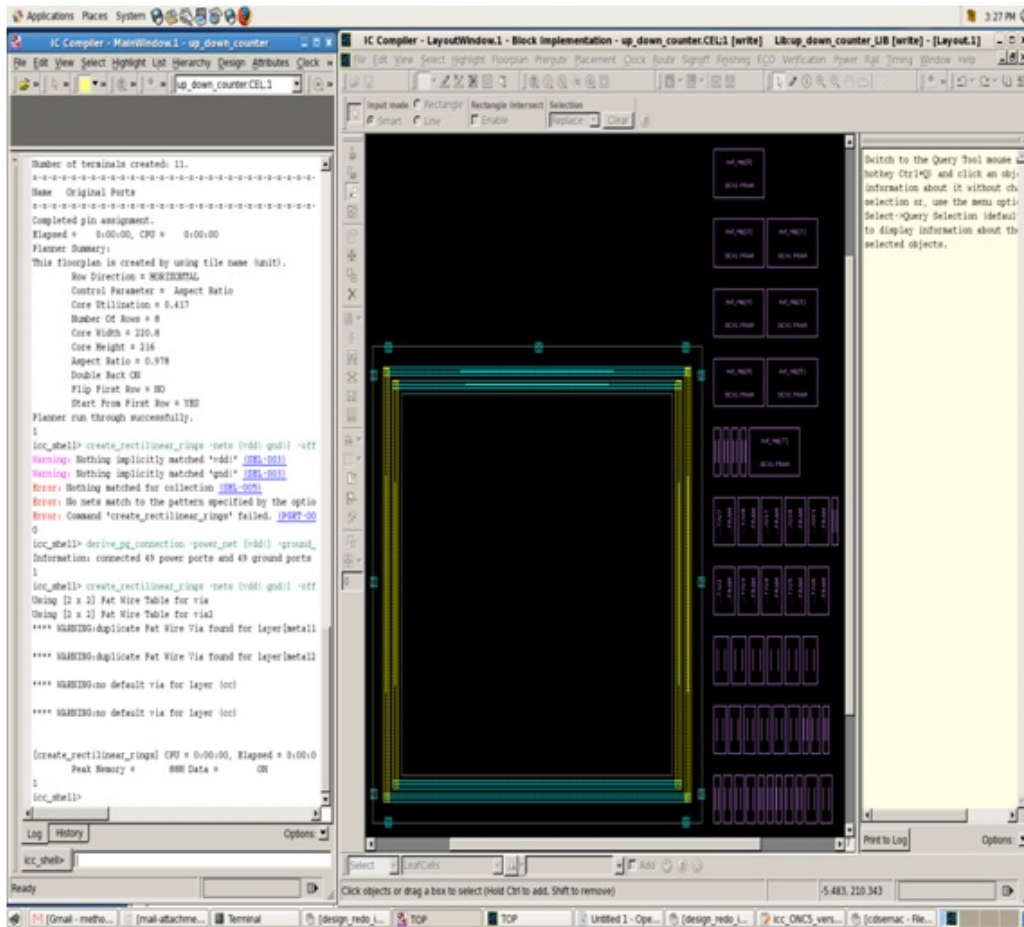 Applications Places System
3:27 PM
IC Compiler - MainWindow.1 - up_down_counter
File Edit View Select Highlight List Hierarchy Design Attributes Clock »
up_down_counter.CEL;1
Number of terminals created: 11.
Name Original Ports
Completed pin assignment.
Elapsed = 0:00:00, CPU = 0:00:00
Planner Summary:
This floorplan is created by using tile name (unit).
Row Direction = HORIZONTAL
Control Parameter = Aspect Ratio
Core Utilization = 0.417
Number Of Rows = 8
Core Width = 220.8
Core Height = 216
Aspect Ratio = 0.978
Double Back ON
Flip First Row = NO
Start From First Row = YES
Planner run through successfully.
1
icc_shell> create_rectilinear_rings -nets {vdd! gnd!} -off
Warning: Nothing implicitly matched 'vdd!' (SEL-003)
Warning: Nothing implicitly matched 'gnd!' (SEL-003)
Error: Nothing matched for collection (SEL-005)
Error: No nets match to the pattern specified by the optio
Error: Command 'create_rectilinear_rings' failed. (PGRT-00
0
icc_shell> derive_pg_connection -power_net {vdd!} -ground_
Information: connected 49 power ports and 49 ground ports
1
icc_shell> create_rectilinear_rings -nets {vdd! gnd!} -off
Using [2 x 2] Fat Wire Table for via
Using [2 x 2] Fat Wire Table for via2
**** WARNING:duplicate Fat Wire Via found for layer[metal1
**** WARNING:duplicate Fat Wire Via found for layer[metal2
**** WARNING:no default via for layer (cc)
**** WARNING:no default via for layer (cc)
[create_rectilinear_rings] CPU = 0:00:00, Elapsed = 0:00:0
Peak Memory = Data = 0M
1
icc_shell>
Log History Options:
icc_shell>
Ready
IC Compiler - LayoutWindow.1 - Block Implementation - up_down_counter.CEL;1 [write] Lib:up_down_counter_LIB [write] - [Layout.1]
File Edit View Select Highlight Floorplan Preroute Placement Clock Route Signoff Finishing ECO Verification Power Rail Timing Window Help
Input mode Rectangle Rectangle Intersect Selection
Smart Line Enable Replace Clear
Switch to the Query Tool mouse
hotkey Ctrl+Q) and click an obj
information about it without ch
selection or, use the menu opti
Select->Query Selection (defaul
to display information about th
selected objects.
Print to Log Options:
Select LeafCells Add
Click objects or drag a box to select (Hold Ctrl to add, Shift to remove)
-5.483, 210.343
[Gmail - metho... [mail-attachme... Terminal [design_redo_i... TOP TOP Untitled 1 - Ope... [design_redo_i... icc_ONC5_vers... [cdsemac - File...